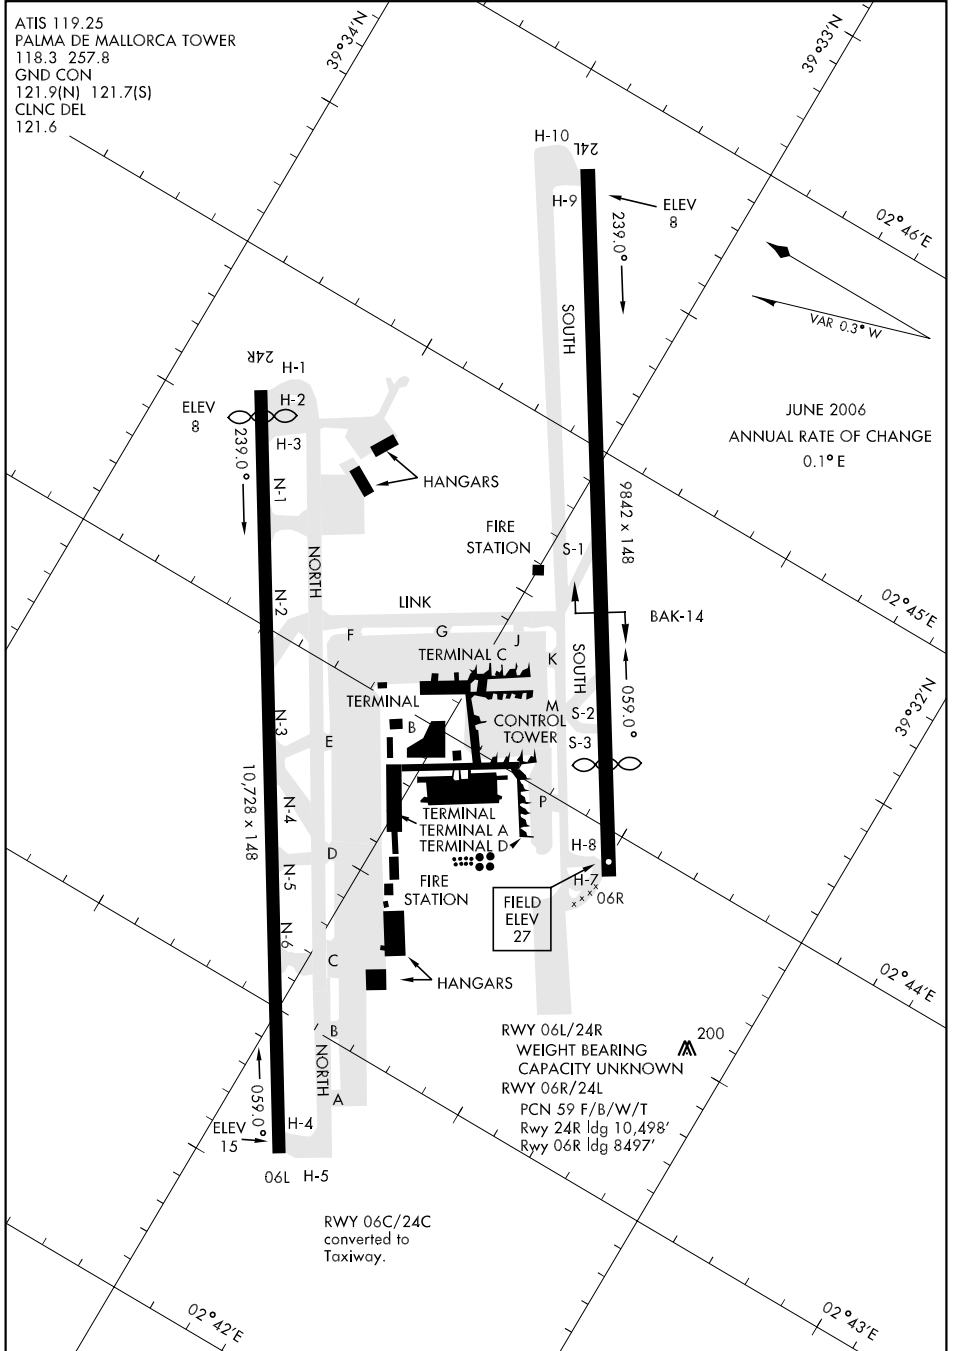 ATIS 119.25
PALMA DE MALLORCA TOWER
118.3 257.8
GND CON
121.9(N) 121.7(S)
CLNC DEL
121.6
39°34'N
39°33'N
H-10
24L
H-9
ELEV
8
239.0°
02°46'E
VAR 0.3° W
SOUTH
JUNE 2006
ANNUAL RATE OF CHANGE
0.1° E
24R
H-1
H-2
ELEV
8
H-3
239.0°
N-1
HANGARS
9842 x 148
FIRE
STATION
S-1
NORTH
02°45'E
N-2
LINK
BAK-14
F
G
J
TERMINAL C
K
SOUTH
059.0°
39°32'N
TERMINAL
B
M
S-2
CONTROL
TOWER
S-3
N-3
E
10,728 x 148
N-4
P
TERMINAL
TERMINAL A
TERMINAL D
H-8
D
N-5
FIRE
STATION
H-7
06R
FIELD
ELEV
27
N-6
C
HANGARS
02°44'E
B
NORTH
RWY 06L/24R
WEIGHT BEARING
CAPACITY UNKNOWN
200
RWY 06R/24L
PCN 59 F/B/W/T
Rwy 24R ldg 10,498'
Rwy 06R ldg 8497'
A
059.0°
ELEV
15
H-4
06L H-5
RWY 06C/24C
converted to
Taxiway.
02°42'E
02°43'E